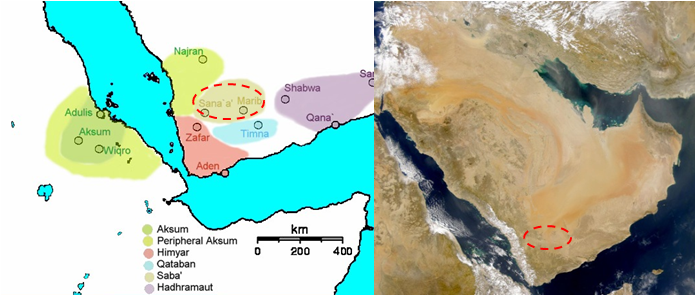 Najran
Sana`a'
Marib
Shabwa
Sa
Adulis
Aksum
Wiqro
Zafar
Timna
Qana`
Aden
Aksum
Peripheral Aksum
Himyar
Qataban
Saba'
Hadhramaut
km
0 200 400